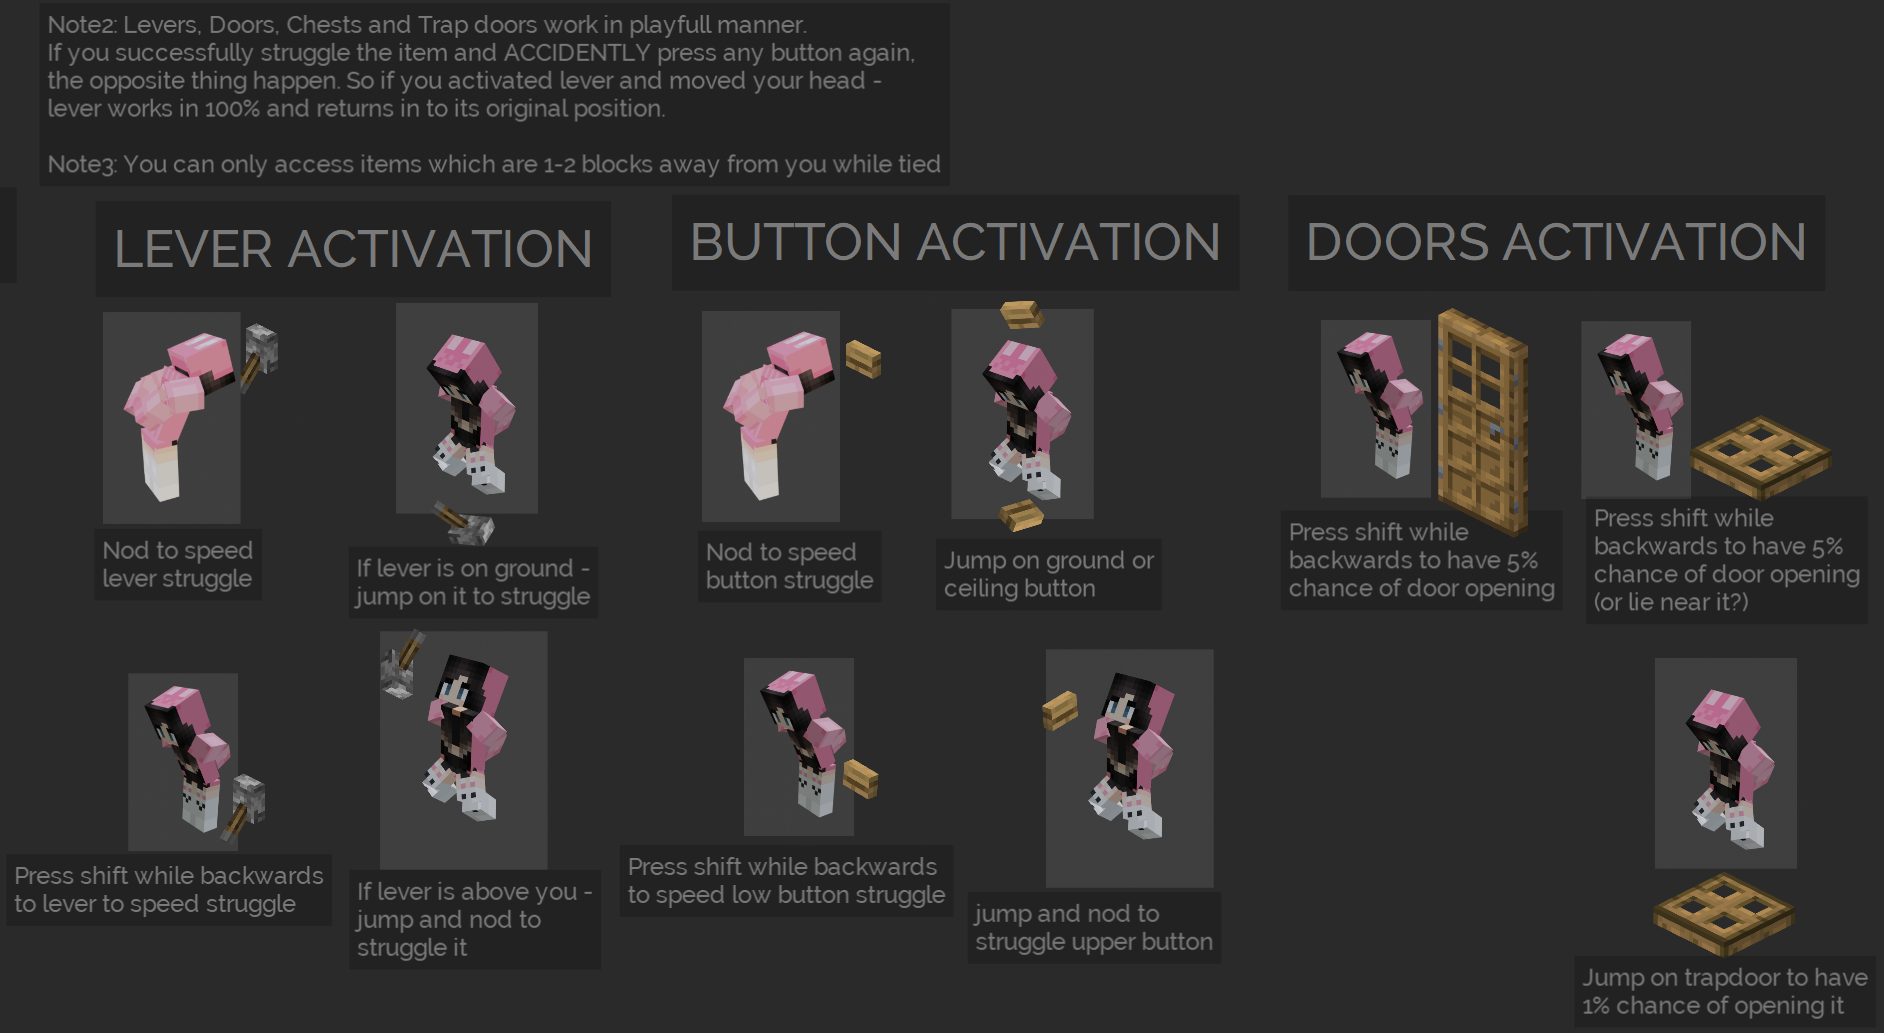 Note2: Levers, Doors, Chests and Trap doors work in playfull manner.
If you successfully struggle the item and ACCIDENTLY press any button again,
the opposite thing happen. So if you activated lever and moved your head -
lever works in 100% and returns in to its original position.
Note3: You can only access items which are 1-2 blocks away from you while tied
LEVER ACTIVATION
Nod to speed
lever struggle
If lever is on ground -
jump on it to struggle
Press shift while backwards
to lever to speed struggle
If lever is above you -
jump and nod to
struggle it
BUTTON ACTIVATION
Nod to speed
button struggle
Jump on ground or
ceiling button
Press shift while backwards
to speed low button struggle
jump and nod to
struggle upper button
DOORS ACTIVATION
Press shift while
backwards to have 5%
chance of door opening
Press shift while
backwards to have 5%
chance of door opening
(or lie near it?)
Jump on trapdoor to have
1% chance of opening it